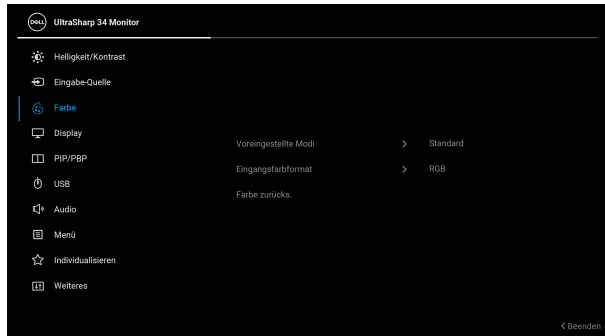 DELL UltraSharp 34 Monitor
Helligkeit/Kontrast
Eingabe-Quelle
Farbe
Display
Voreingestellte Modi > Standard
PIP/PBP
Eingangsfarbformat > RGB
USB
Farbe zurücks.
Audio
Menü
Individualisieren
Weiteres
< Beenden